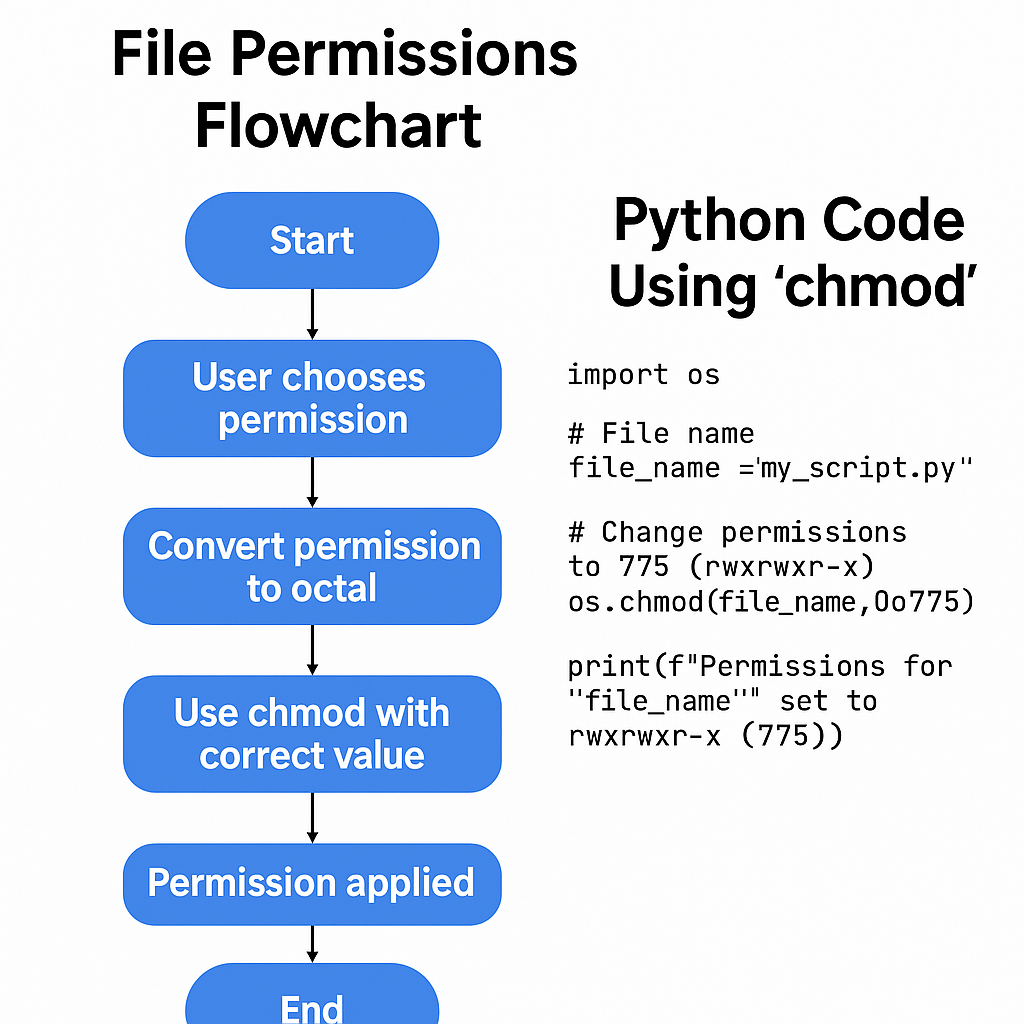 File Permissions
Flowchart
Start
User chooses
permission
Convert permission
to octal
Use chmod with
correct value
Permission applied
End
Python Code
Using ‘chmod’
import os
# File name
file_name ='my_script.py"
# Change permissions
to 775 (rwxrwxr-x)
os.chmod(file_name,0o775)
print(f"Permissions for
"file_name"" set to
rwxrwxr-x (775))